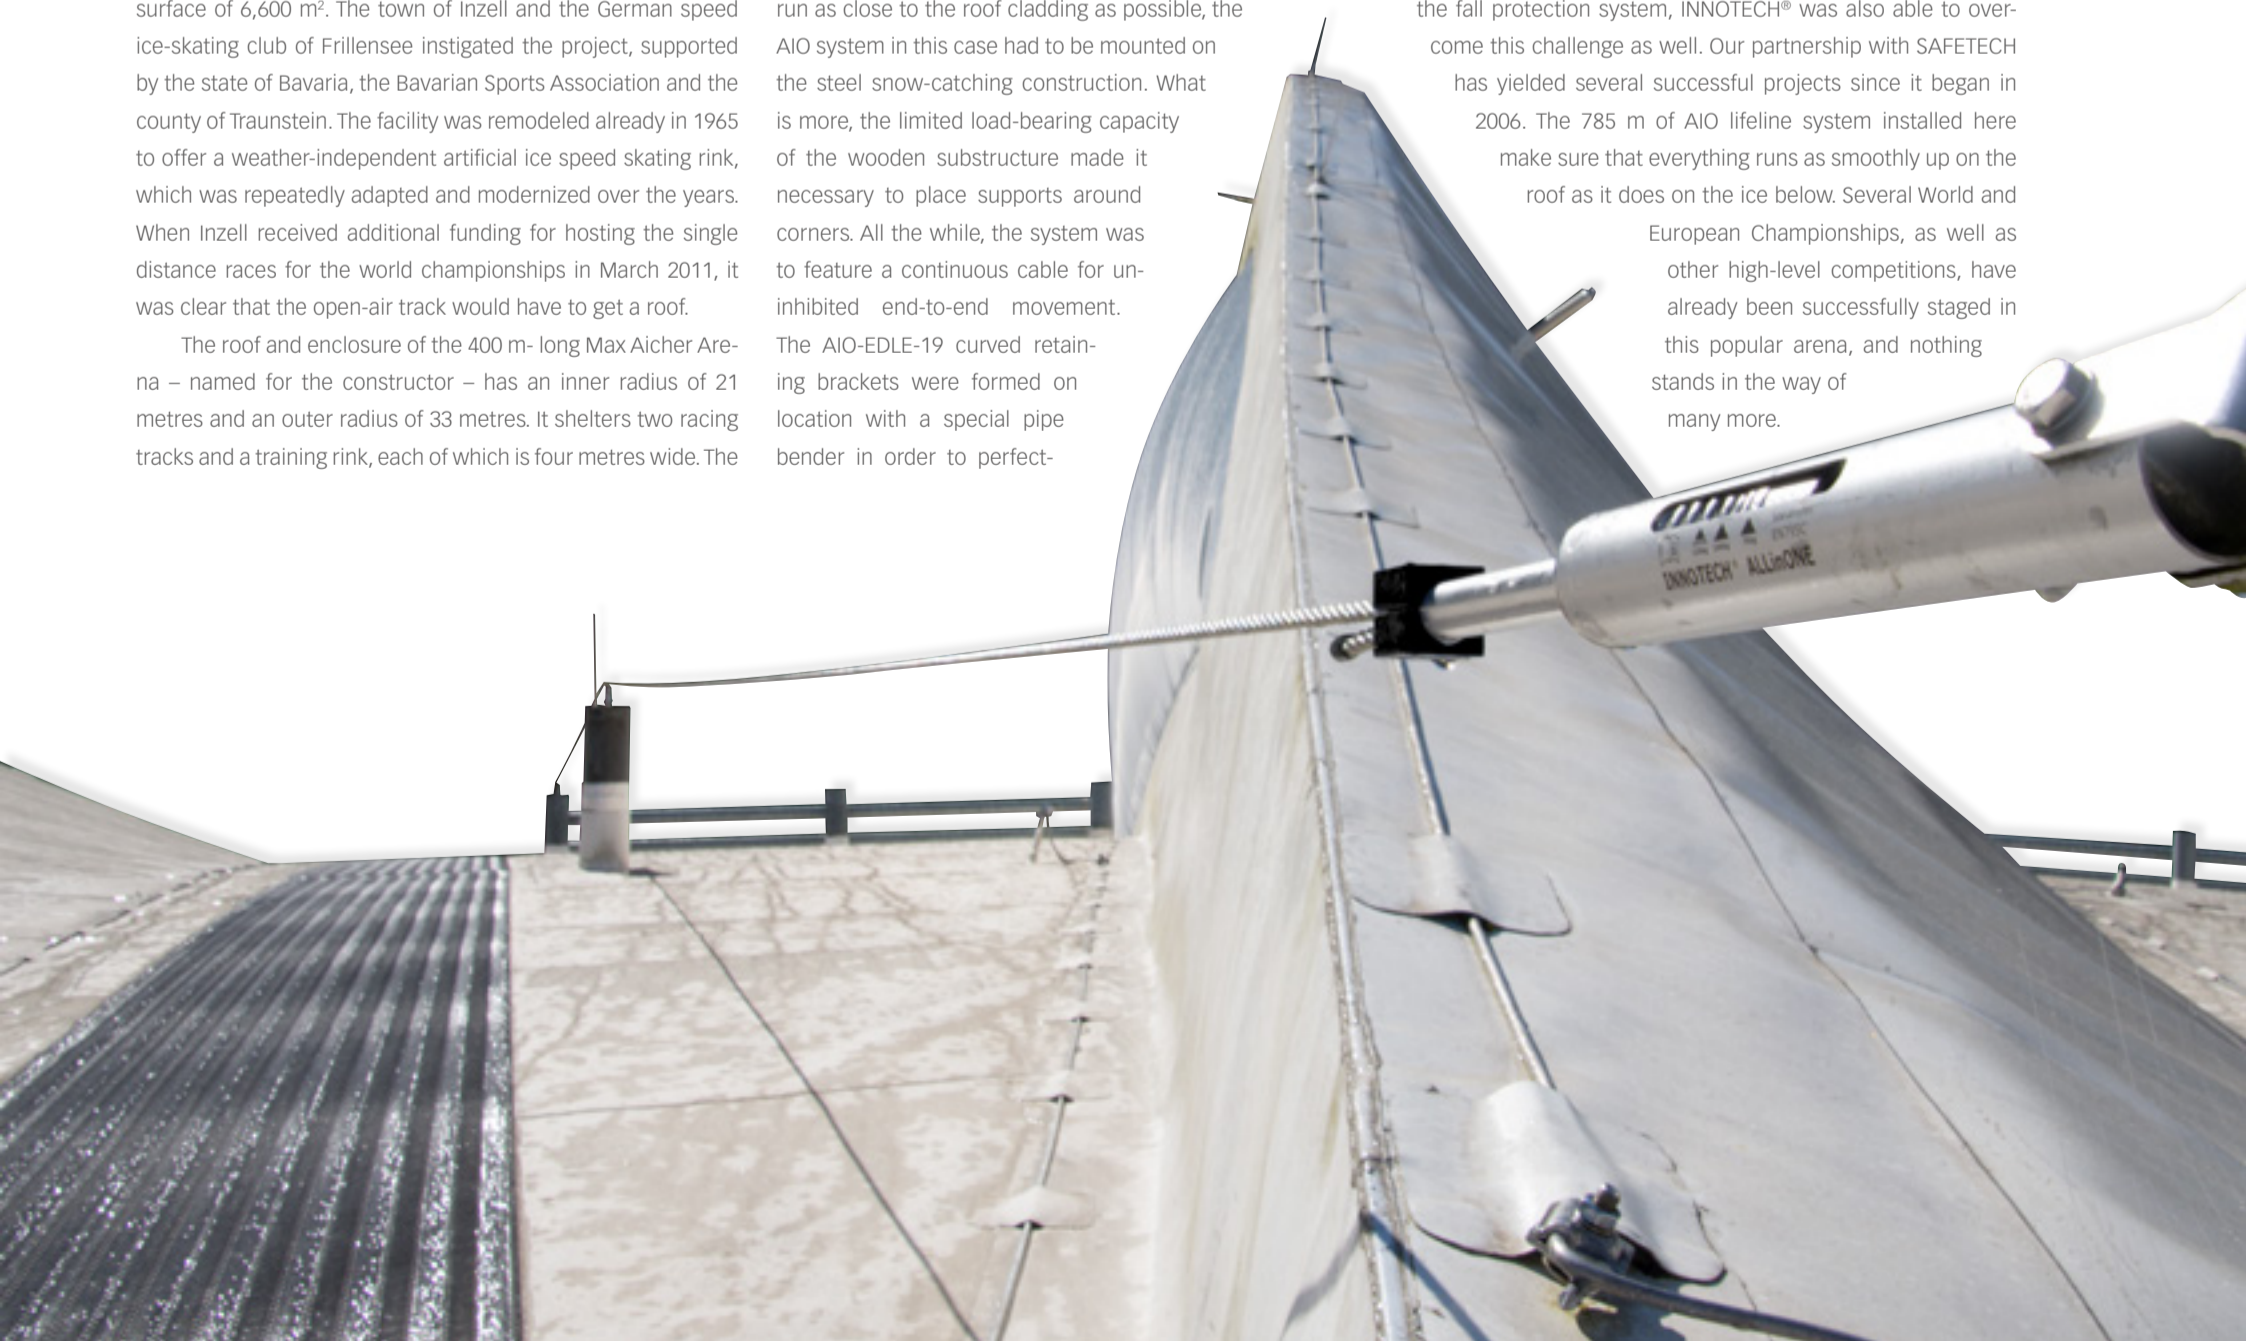 surface of 6,600 m². The town of Inzell and the German speed
ice-skating club of Frillensee instigated the project, supported
by the state of Bavaria, the Bavarian Sports Association and the
county of Traunstein. The facility was remodeled already in 1965
to offer a weather-independent artificial ice speed skating rink,
which was repeatedly adapted and modernized over the years.
When Inzell received additional funding for hosting the single
distance races for the world championships in March 2011, it
was clear that the open-air track would have to get a roof.
The roof and enclosure of the 400 m- long Max Aicher Are-
na – named for the constructor – has an inner radius of 21
metres and an outer radius of 33 metres. It shelters two racing
tracks and a training rink, each of which is four metres wide. The
run as close to the roof cladding as possible, the
AIO system in this case had to be mounted on
the steel snow-catching construction. What
is more, the limited load-bearing capacity
of the wooden substructure made it
necessary to place supports around
corners. All the while, the system was
to feature a continuous cable for un-
inhibited end-to-end movement.
The AIO-EDLE-19 curved retain-
ing brackets were formed on
location with a special pipe
bender in order to perfect-
the fall protection system, INNOTECH® was also able to over-
come this challenge as well. Our partnership with SAFETECH
has yielded several successful projects since it began in
2006. The 785 m of AIO lifeline system installed here
make sure that everything runs as smoothly up on the
roof as it does on the ice below. Several World and
European Championships, as well as
other high-level competitions, have
already been successfully staged in
this popular arena, and nothing
stands in the way of
many more.
INNOTECH® ALLinONE